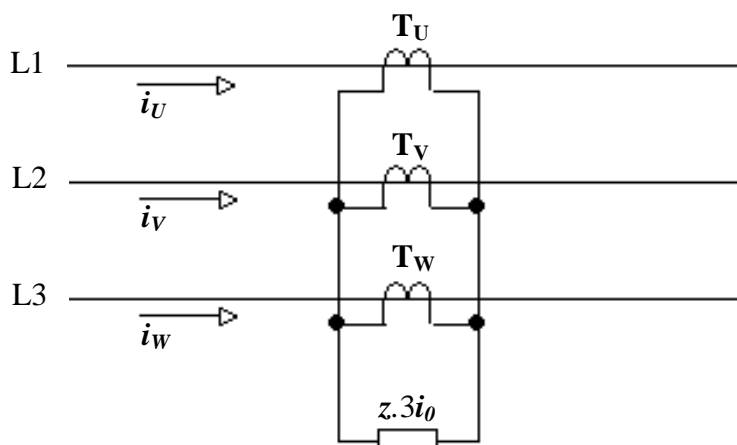 T_U
L1
i_U
T_V
L2
i_V
T_W
L3
i_W
z.3i_0